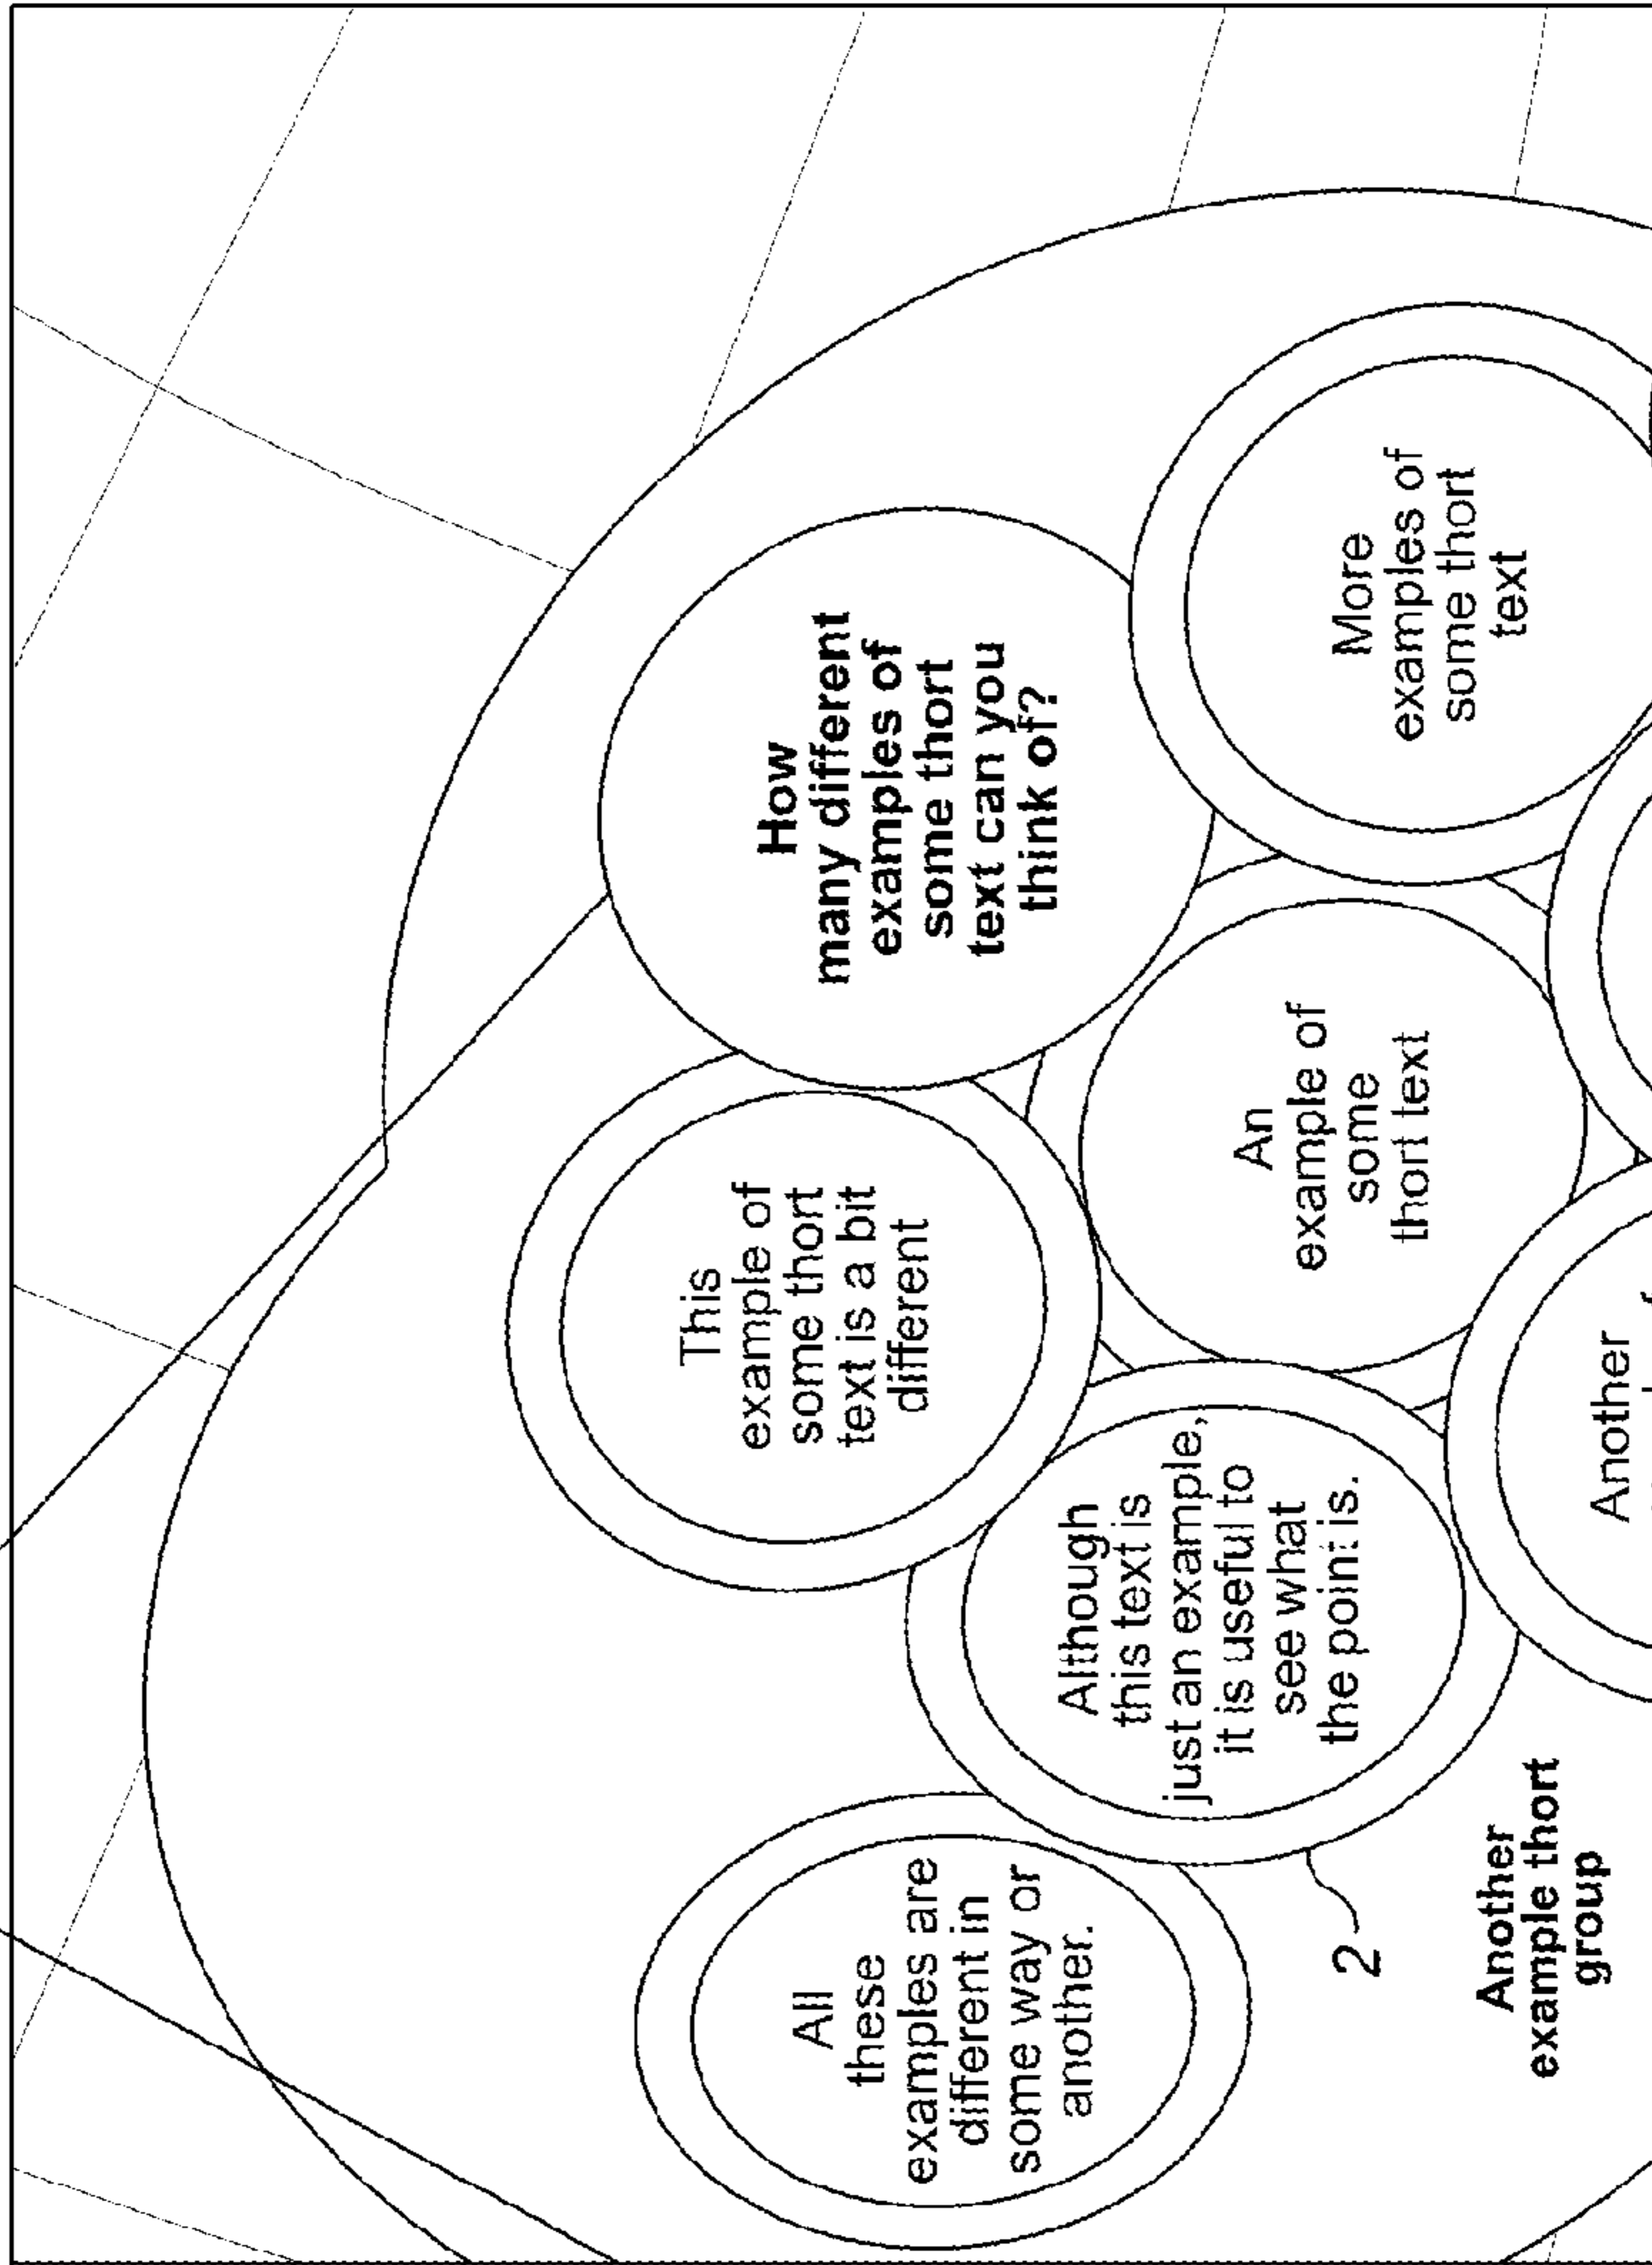 How
many different
examples of
some thort
text can you
think of?
This
example of
some thort
text is a bit
different
More
examples of
some thort
text
An
example of
some
thort text
Although
this text is
just an example,
it is useful to
see what
the point is.
All
these
examples are
different in
some way or
another.
2
Another
Another
example thort
group